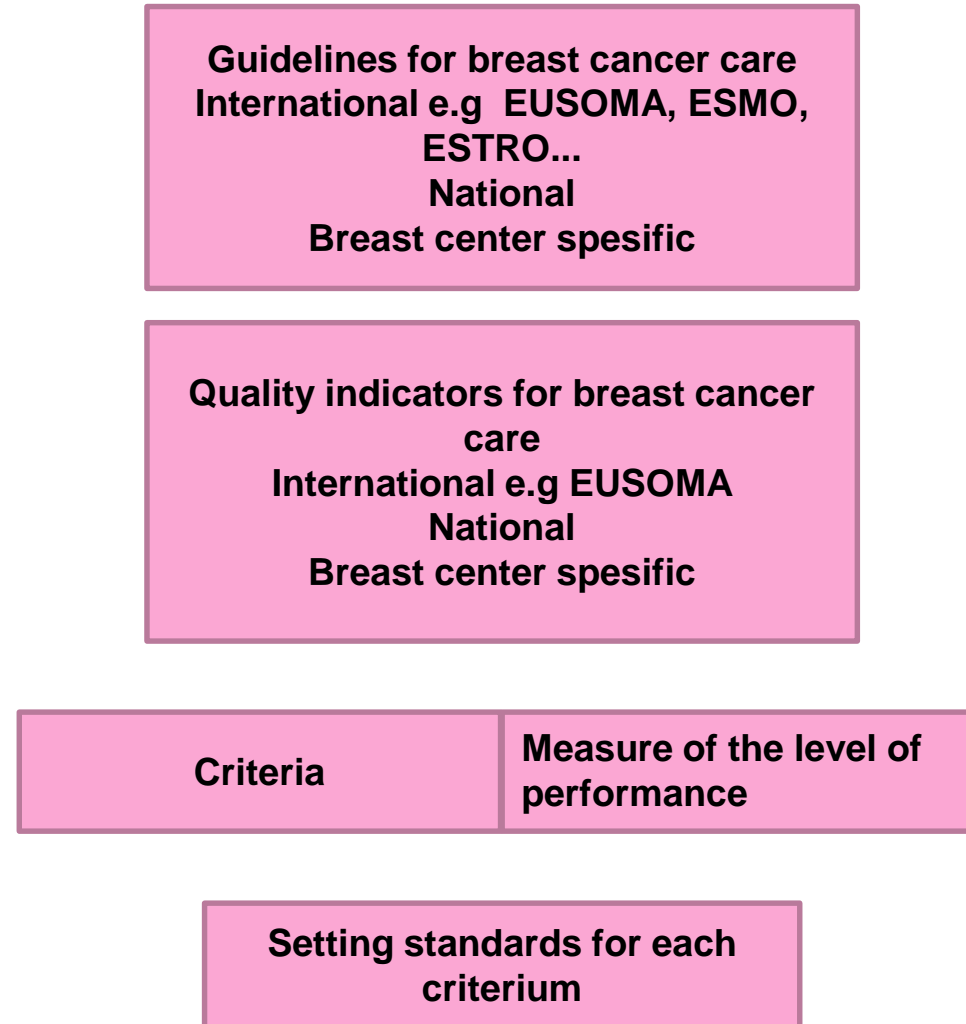 Guidelines for breast cancer care
International e.g EUSOMA, ESMO,
ESTRO...
National
Breast center spesific
Quality indicators for breast cancer
care
International e.g EUSOMA
National
Breast center spesific
Criteria
Measure of the level of
performance
Setting standards for each
criterium